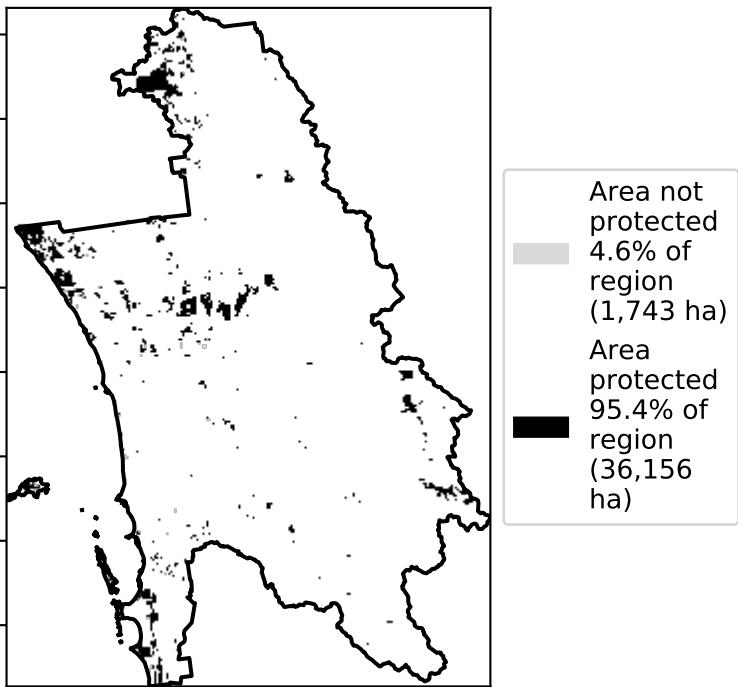 Area not
protected
4.6% of
region
(1,743 ha)
Area
protected
95.4% of
region
(36,156
ha)